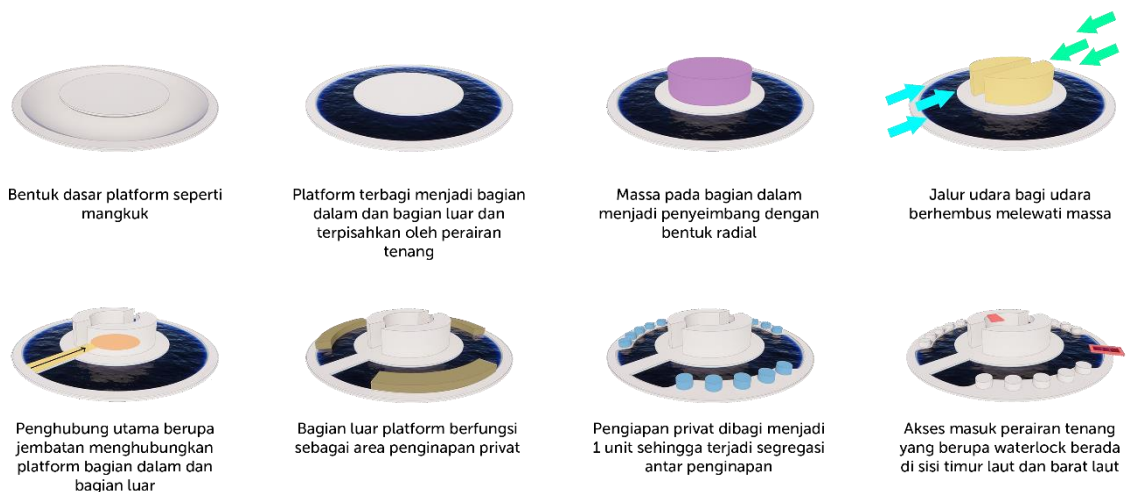 Bentuk dasar platform seperti
mangkuk
Platform terbagi menjadi bagian
dalam dan bagian luar dan
terpisahkan oleh perairan
tenang
Massa pada bagian dalam
menjadi penyeimbang dengan
bentuk radial
Jalur udara bagi udara
berhembus melewati massa
Penghubung utama berupa
jembatan menghubungkan
platform bagian dalam dan
bagian luar
Bagian luar platform berfungsi
sebagai area penginapan privat
Pengiapan privat dibagi menjadi
1 unit sehingga terjadi segregasi
antar penginapan
Akses masuk perairan tenang
yang berupa waterlock berada
di sisi timur laut dan barat laut